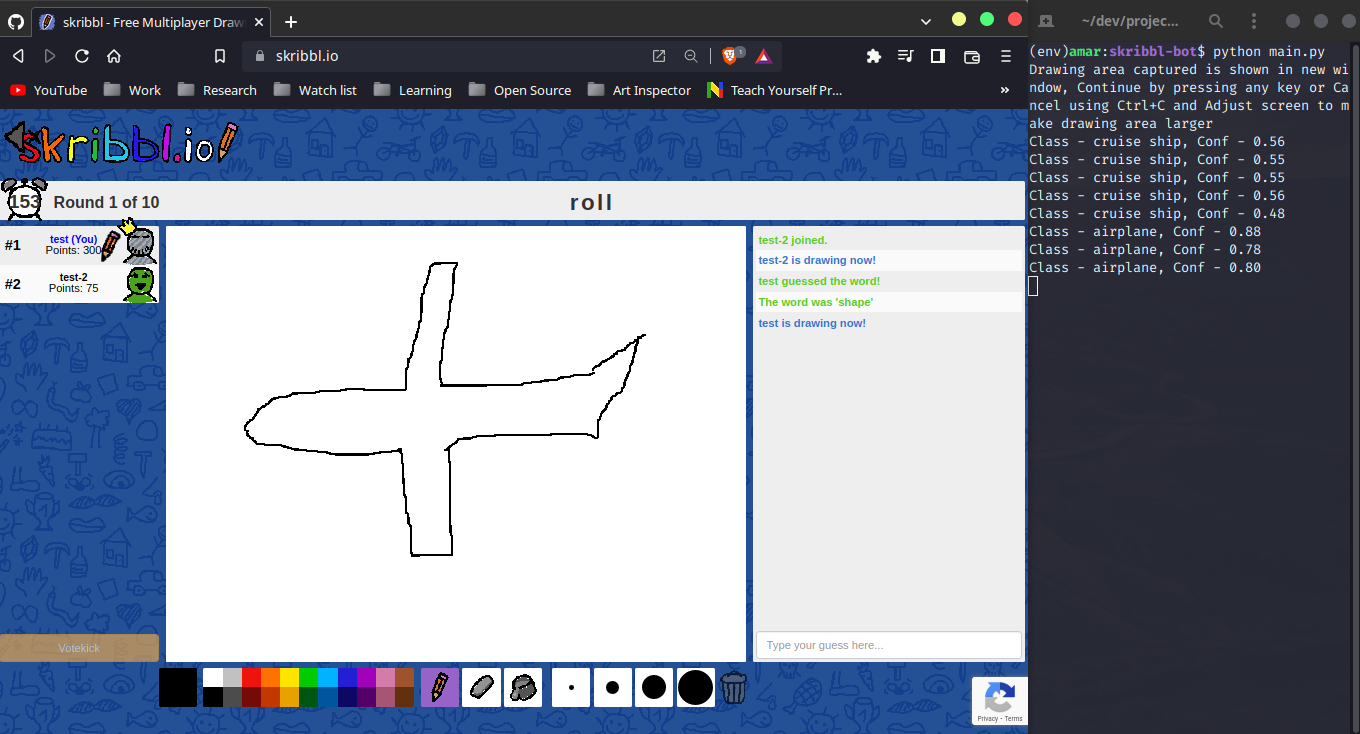 skribbl - Free Multiplayer Draw
~/dev/projec...
skribbl.io
1
YouTube Work Research Watch list Learning Open Source Art Inspector Teach Yourself Pr... »
skribbl.io
153 Round 1 of 10
roll
#1 test (You)
Points: 300
#2 test-2
Points: 75
Votekick
test-2 joined.
test-2 is drawing now!
test guessed the word!
The word was 'shape'
test is drawing now!
Type your guess here...
Privacy - Terms
(env)amar:skribbl-bot$ python main.py
Drawing area captured is shown in new wi
ndow, Continue by pressing any key or Ca
ncel using Ctrl+C and Adjust screen to m
ake drawing area larger
Class - cruise ship, Conf - 0.56
Class - cruise ship, Conf - 0.55
Class - cruise ship, Conf - 0.55
Class - cruise ship, Conf - 0.56
Class - cruise ship, Conf - 0.48
Class - airplane, Conf - 0.88
Class - airplane, Conf - 0.78
Class - airplane, Conf - 0.80